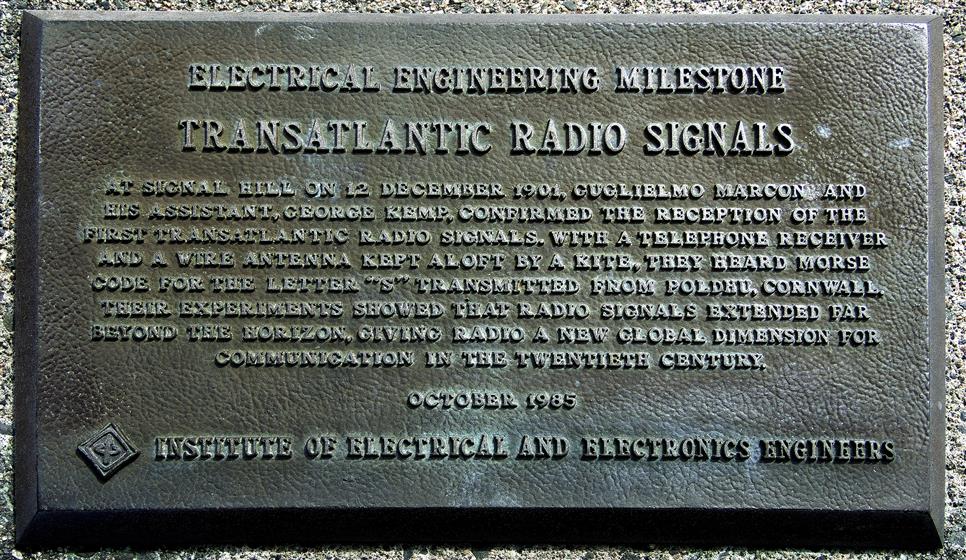 ELECTRICAL ENGINEERING MILESTONE
TRANSATLANTIC RADIO SIGNALS
AT SIGNAL HILL ON 12 DECEMBER 1901, GUGLIELMO MARCONI AND
HIS ASSISTANT, GEORGE KEMP, CONFIRMED THE RECEPTION OF THE
FIRST TRANSATLANTIC RADIO SIGNALS. WITH A TELEPHONE RECEIVER
AND A WIRE ANTENNA KEPT ALOFT BY A KITE, THEY HEARD MORSE
CODE FOR THE LETTER "S" TRANSMITTED FROM POLDHU, CORNWALL.
THEIR EXPERIMENTS SHOWED THAT RADIO SIGNALS EXTENDED FAR
BEYOND THE HORIZON, GIVING RADIO A NEW GLOBAL DIMENSION FOR
COMMUNICATION IN THE TWENTIETH CENTURY.
OCTOBER 1985
INSTITUTE OF ELECTRICAL AND ELECTRONICS ENGINEERS